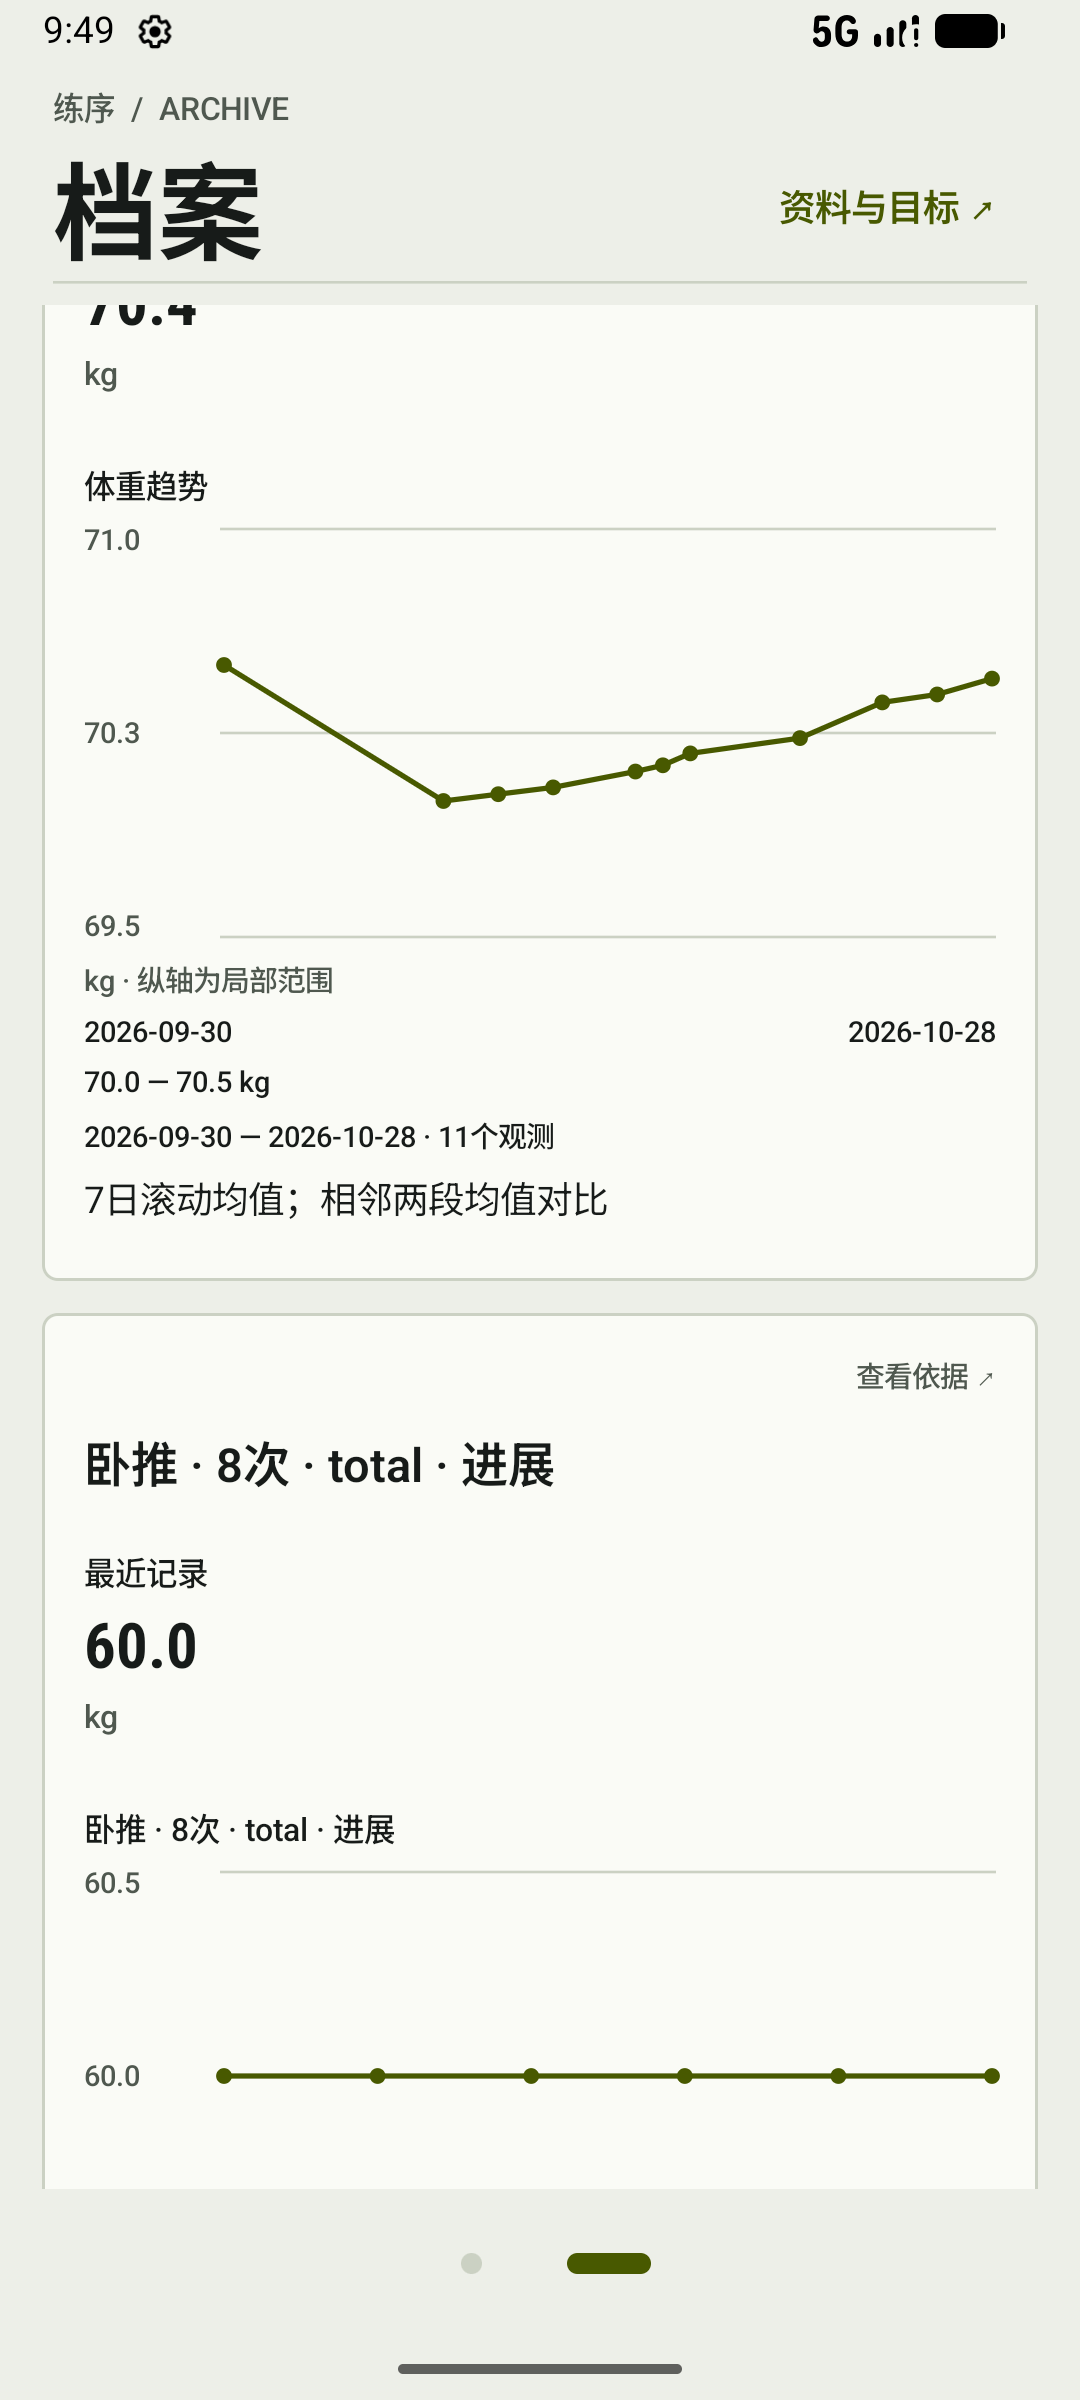 9:49
5G
练序 / ARCHIVE
档案
资料与目标 ↗
70.4
kg
体重趋势
71.0
70.3
69.5
kg · 纵轴为局部范围
2026-09-30 2026-10-28
70.0 — 70.5 kg
2026-09-30 — 2026-10-28 · 11个观测
7日滚动均值；相邻两段均值对比
查看依据 ↗
卧推 · 8次 · total · 进展
最近记录
60.0
kg
卧推 · 8次 · total · 进展
60.5
60.0